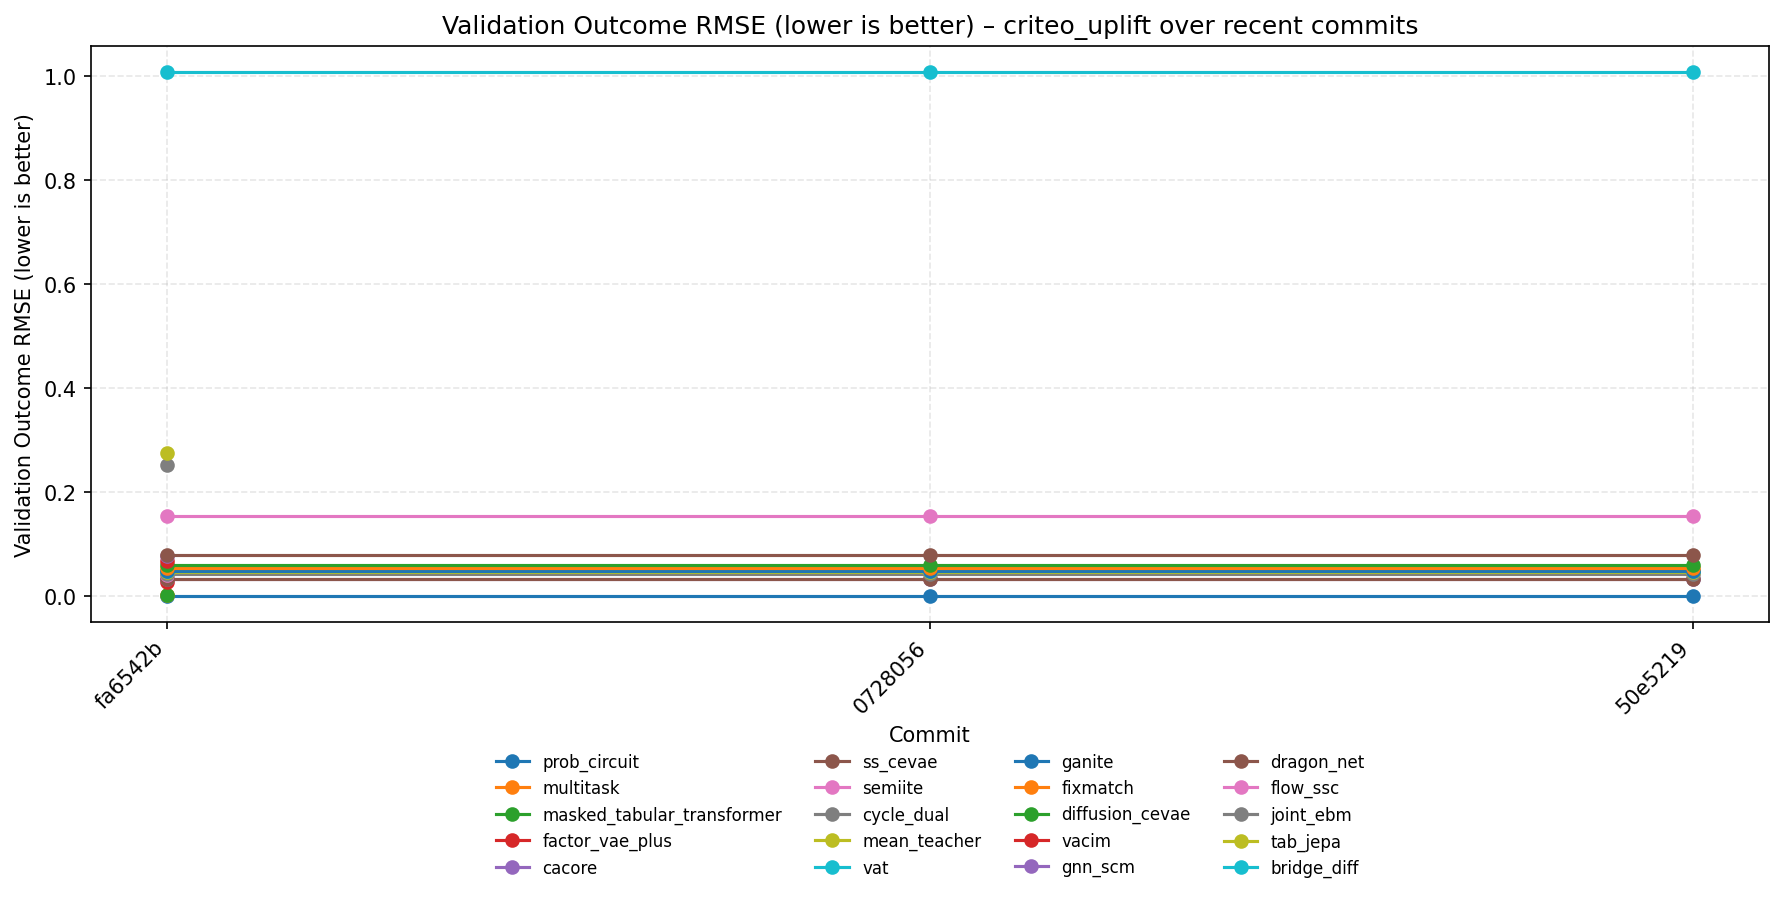 Validation Outcome RMSE (lower is better) – criteo_uplift over recent commits
Validation Outcome RMSE (lower is better)
1.0
0.8
0.6
0.4
0.2
0.0
fa6542b
0728056
50e5219
Commit
prob_circuit
multitask
masked_tabular_transformer
factor_vae_plus
cacore
ss_cevae
semiite
cycle_dual
mean_teacher
vat
ganite
fixmatch
diffusion_cevae
vacim
gnn_scm
dragon_net
flow_ssc
joint_ebm
tab_jepa
bridge_diff